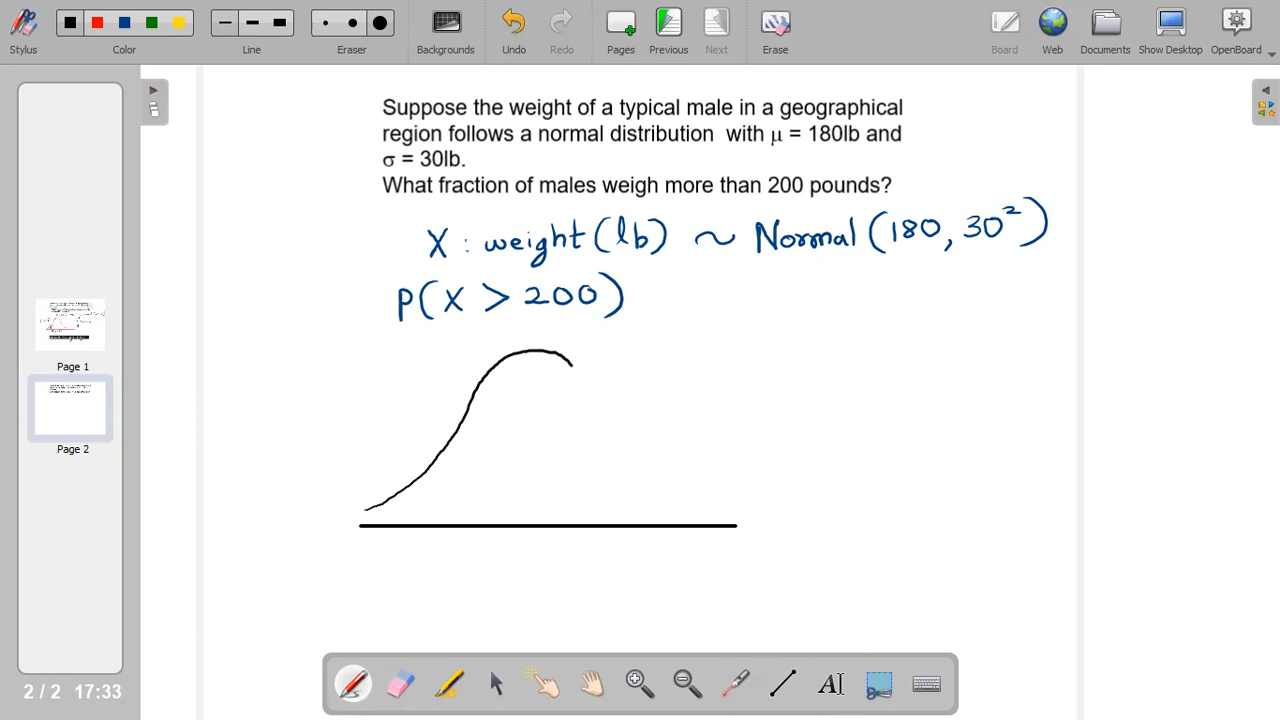 Stylus
Color
Line
Eraser
Backgrounds
Undo
Redo
Pages
Previous
Next
Erase
Board
Web
Documents
Show Desktop
OpenBoard
Suppose the weight of a typical male in a geographical
region follows a normal distribution with μ = 180lb and
σ = 30lb.
What fraction of males weigh more than 200 pounds?
X : weight (lb) ~ Normal (180, 30²)
P(X > 200)
Page 1
Page 2
2 / 2 17:33